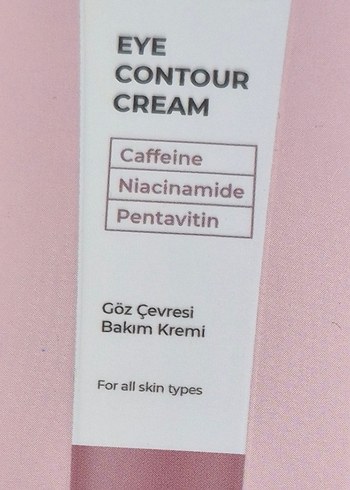 EYE
CONTOUR
CREAM
Caffeine
Niacinamide
Pentavitin
Göz Çevresi
Bakım Kremi
For all skin types